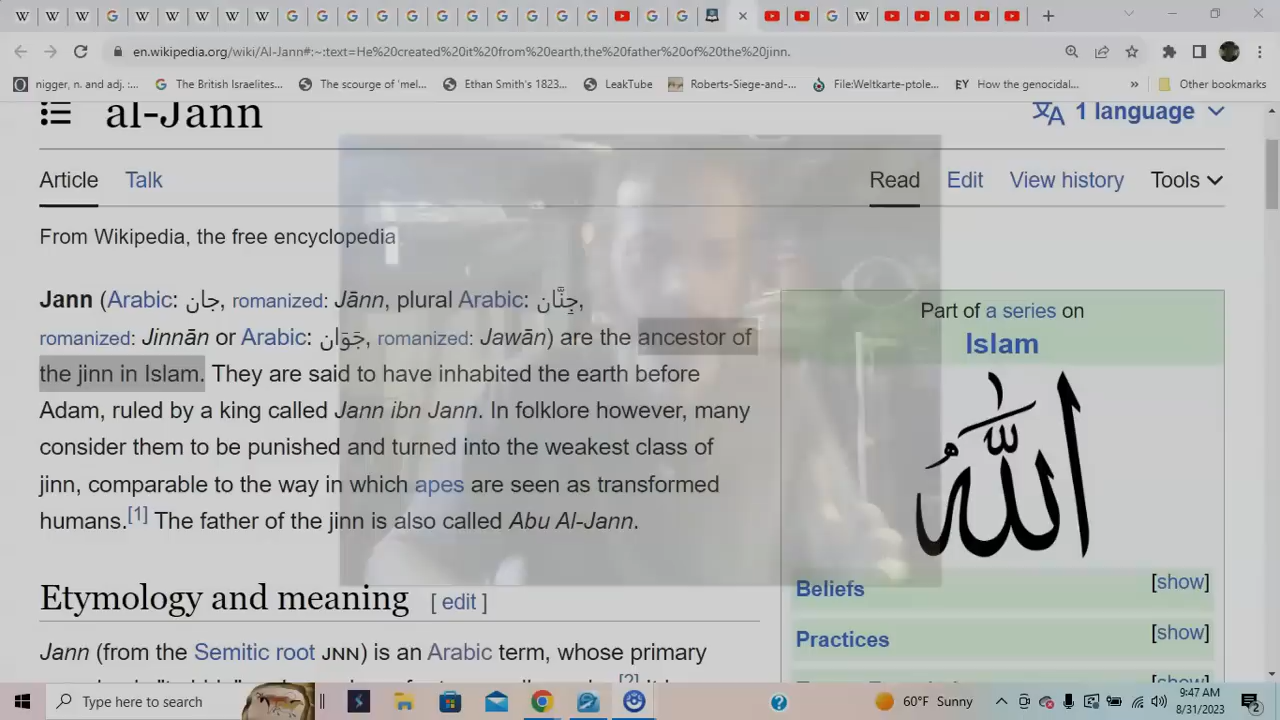 en.wikipedia.org/wiki/Al-Jann#:~:text=He%20created%20it%20from%20earth,the%20father%20of%20the%20jinn.
nigger, n. and adj. :... The British Israelites... The scourge of 'mel... Ethan Smith's 1823... LeakTube Roberts-Siege-and-... File:Weltkarte-ptole... EY How the genocidal... » Other bookmarks
al-Jann
1 language
Article Talk Read Edit View history Tools
From Wikipedia, the free encyclopedia
Jann (Arabic: جان, romanized: Jānn, plural Arabic: جِنَّان,
romanized: Jinnān or Arabic: جَوَان, romanized: Jawān) are the ancestor of
the jinn in Islam. They are said to have inhabited the earth before
Adam, ruled by a king called Jann ibn Jann. In folklore however, many
consider them to be punished and turned into the weakest class of
jinn, comparable to the way in which apes are seen as transformed
humans.[1] The father of the jinn is also called Abu Al-Jann.
Etymology and meaning [ edit ]
Jann (from the Semitic root JNN) is an Arabic term, whose primary
Part of a series on
Islam
الله
Beliefs [show]
Practices [show]
Type here to search
60°F Sunny
9:47 AM
8/31/2023
2